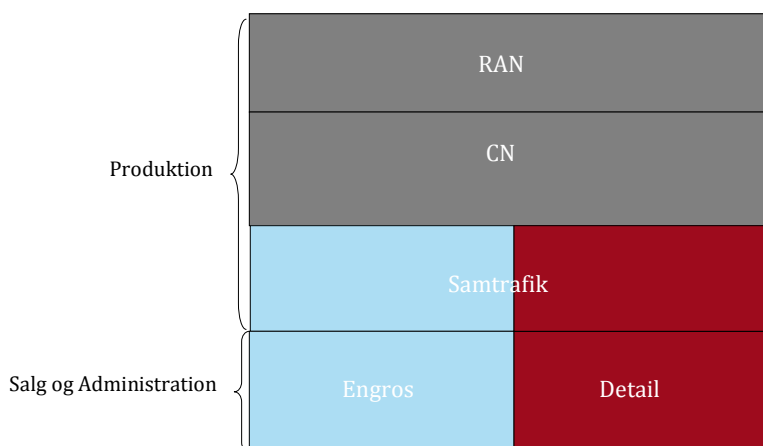 RAN
CN
Produktion
Samtrafik
Salg og Administration
Engros
Detail